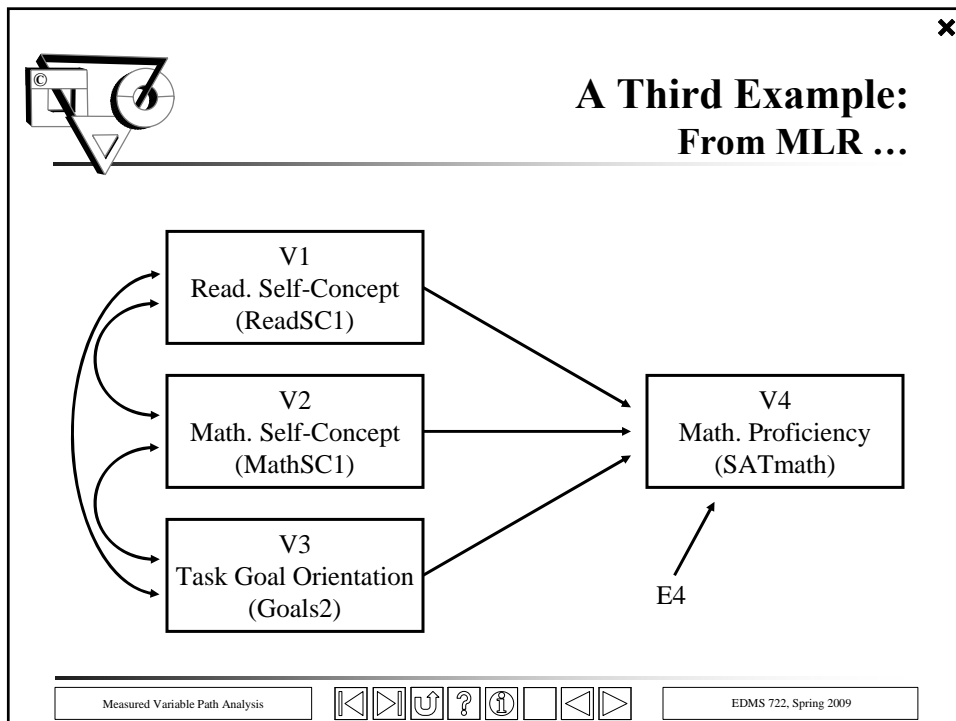 ©
A Third Example:
From MLR …
V1
Read. Self-Concept
(ReadSC1)
V2
Math. Self-Concept
(MathSC1)
V3
Task Goal Orientation
(Goals2)
V4
Math. Proficiency
(SATmath)
E4
Measured Variable Path Analysis
?
i
EDMS 722, Spring 2009